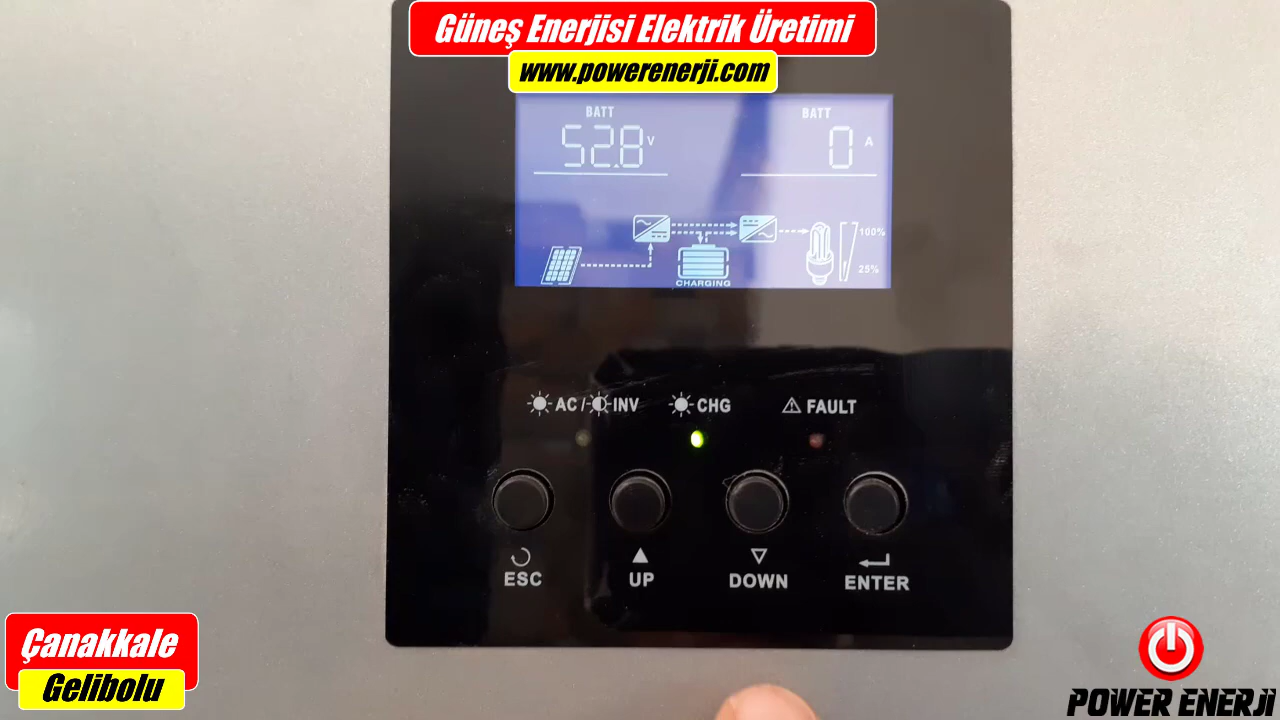 Güneş Enerjisi Elektrik Üretimi
www.powerenerji.com
BATT BATT
52.8 V 0 A
100%
25%
CHARGING
AC / INV CHG FAULT
ESC UP DOWN ENTER
Çanakkale
Gelibolu
POWER ENERJİ